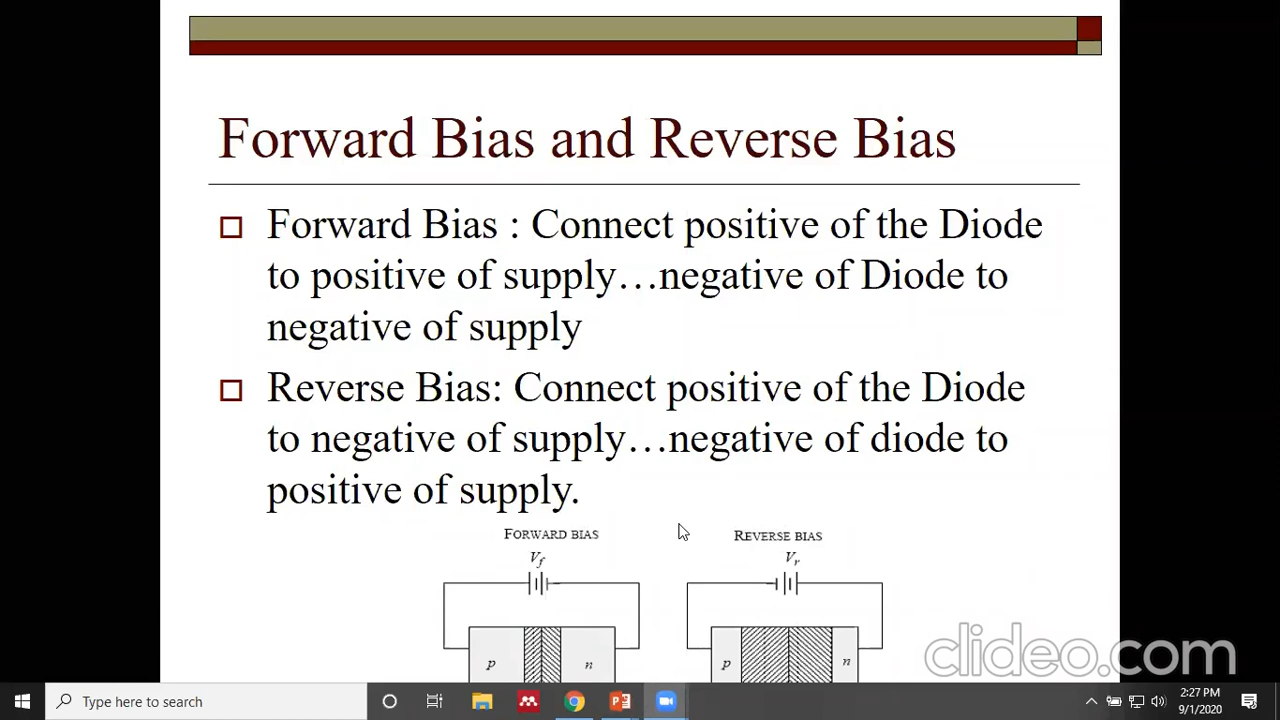 Forward Bias and Reverse Bias
Forward Bias : Connect positive of the Diode
to positive of supply…negative of Diode to
negative of supply
Reverse Bias: Connect positive of the Diode
to negative of supply…negative of diode to
positive of supply.
FORWARD BIAS
REVERSE BIAS
Vf
Vr
p
n
p
n
clideo.com
Type here to search
2:27 PM
9/1/2020